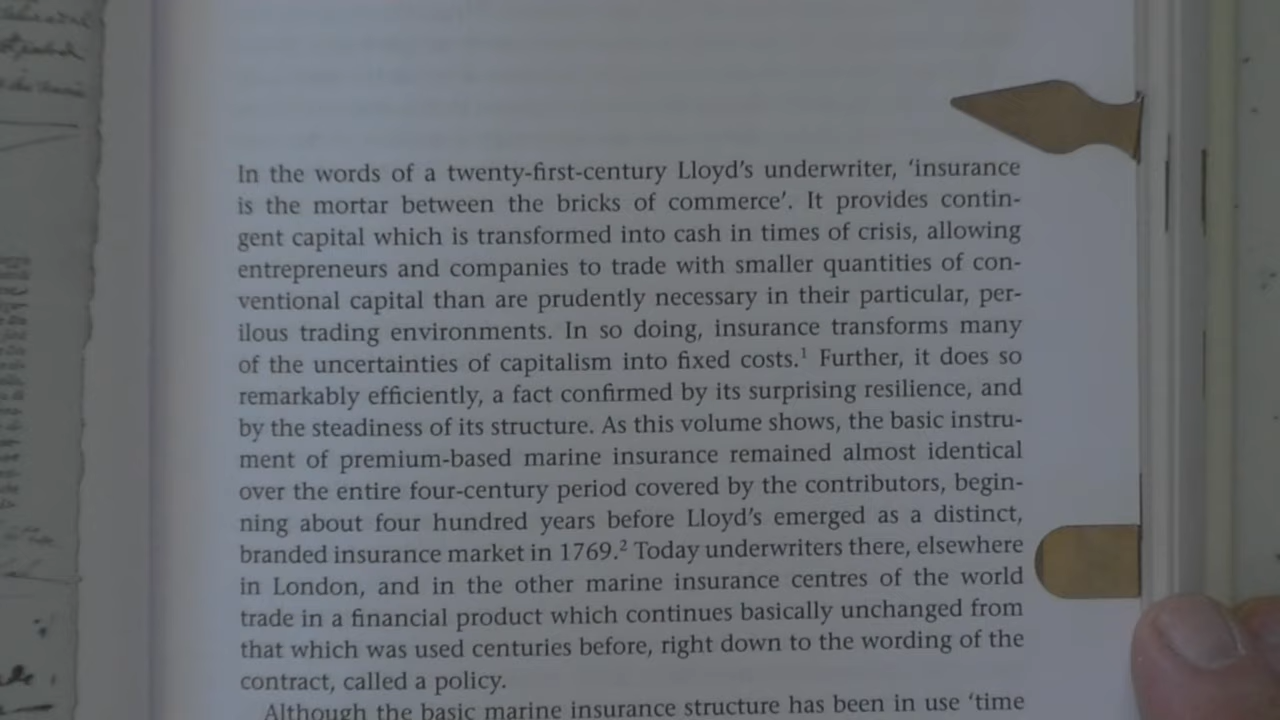 In the words of a twenty-first-century Lloyd's underwriter, 'insurance
is the mortar between the bricks of commerce'. It provides contin-
gent capital which is transformed into cash in times of crisis, allowing
entrepreneurs and companies to trade with smaller quantities of con-
ventional capital than are prudently necessary in their particular, per-
ilous trading environments. In so doing, insurance transforms many
of the uncertainties of capitalism into fixed costs.¹ Further, it does so
remarkably efficiently, a fact confirmed by its surprising resilience, and
by the steadiness of its structure. As this volume shows, the basic instru-
ment of premium-based marine insurance remained almost identical
over the entire four-century period covered by the contributors, begin-
ning about four hundred years before Lloyd's emerged as a distinct,
branded insurance market in 1769.² Today underwriters there, elsewhere
in London, and in the other marine insurance centres of the world
trade in a financial product which continues basically unchanged from
that which was used centuries before, right down to the wording of the
contract, called a policy.
Although the basic marine insurance structure has been in use 'time